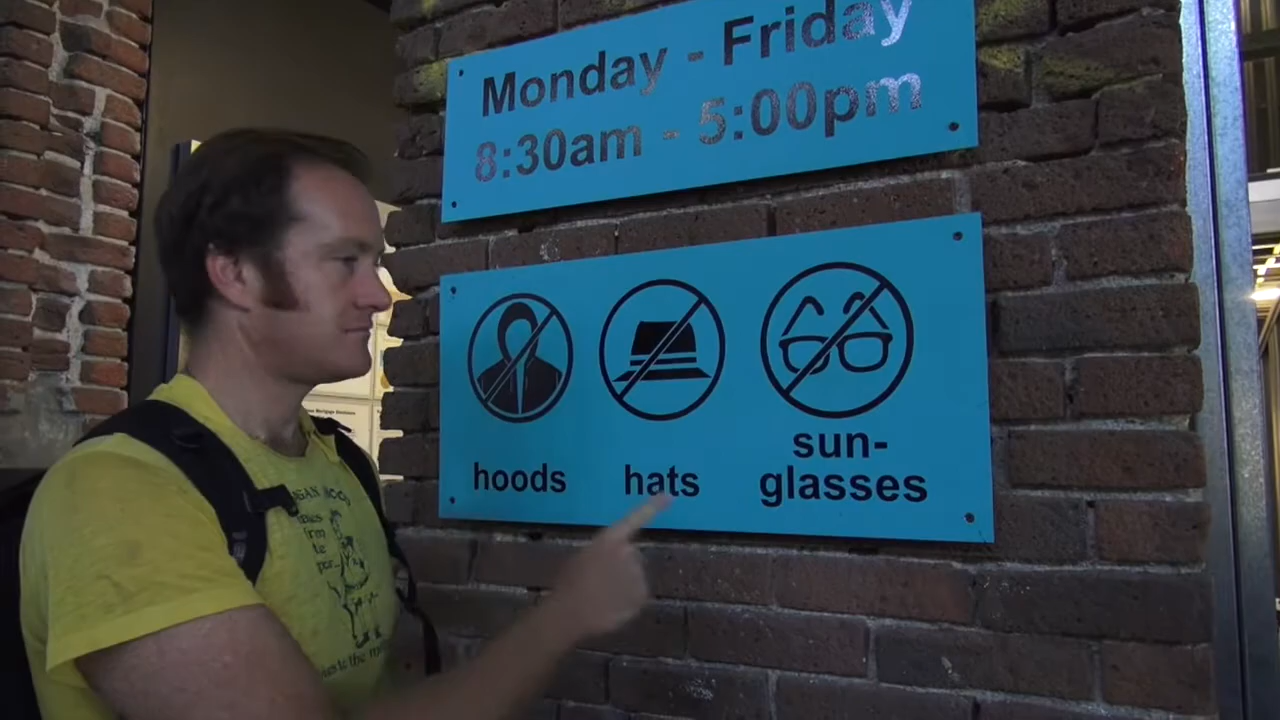 Monday - Friday
8:30am - 5:00pm
hoods
hats
sun-
glasses